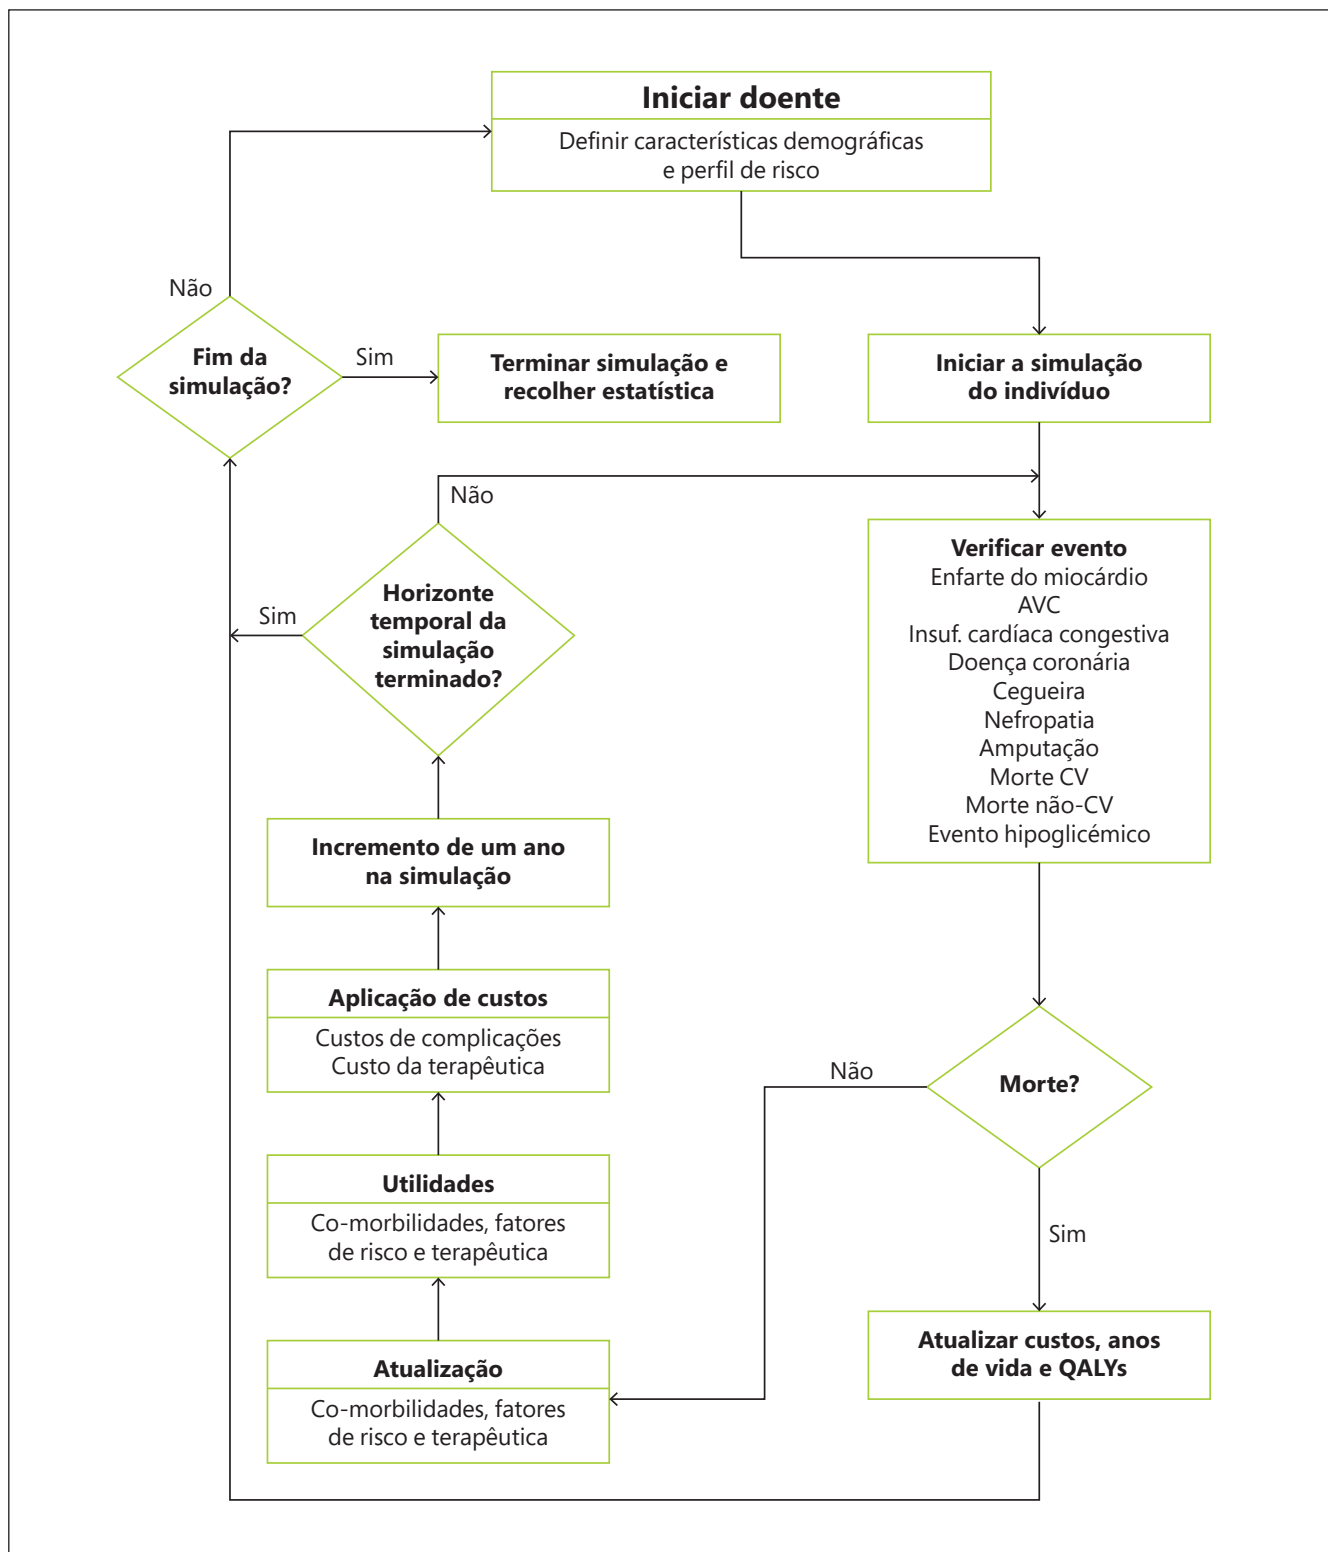 Iniciar doente
Definir características demográficas
e perfil de risco
Não
Fim da
simulação?
Sim
Terminar simulação e
recolher estatística
Iniciar a simulação
do indivíduo
Não
Horizonte
temporal da
simulação
terminado?
Sim
Verificar evento
Enfarte do miocárdio
AVC
Insuf. cardíaca congestiva
Doença coronária
Cegueira
Nefropatia
Amputação
Morte CV
Morte não-CV
Evento hipoglicémico
Incremento de um ano
na simulação
Aplicação de custos
Custos de complicações
Custo da terapêutica
Não
Morte?
Utilidades
Co-morbilidades, fatores
de risco e terapêutica
Sim
Atualização
Co-morbilidades, fatores
de risco e terapêutica
Atualizar custos, anos
de vida e QALYs